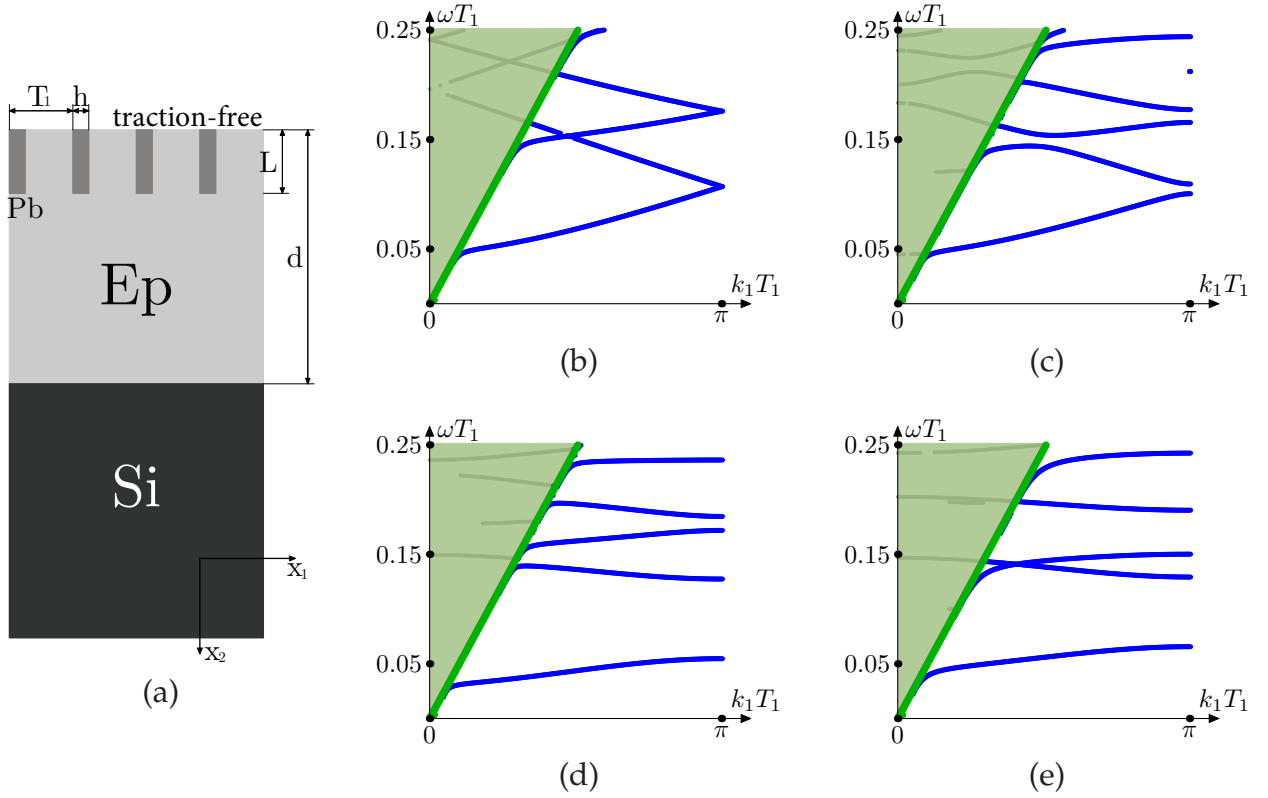 T₁ h
traction-free
L
Pb
d
Ep
Si
x₁
x₂
(a)
ωT₁
0.25
0.15
0.05
0
π
k₁T₁
(b)
ωT₁
0.25
0.15
0.05
0
π
k₁T₁
(c)
ωT₁
0.25
0.15
0.05
0
π
k₁T₁
(d)
ωT₁
0.25
0.15
0.05
0
π
k₁T₁
(e)